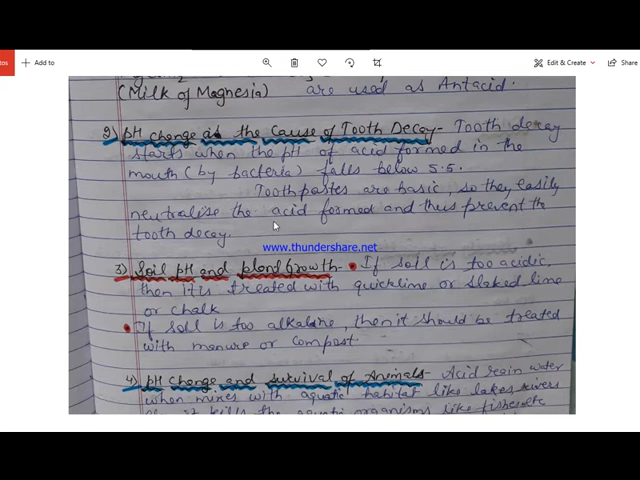 Add to
Edit & Create
Share
(Milk of Magnesia) are used as Antacid.
2) pH change as the Cause of Tooth Decay- Tooth decay
starts when the pH of acid formed in the
mouth (by bacteria) falls below 5.5.
Toothpastes are basic, so they easily
neutralise the acid formed and thus prevent the
tooth decay.
www.thundershare.net
3) Soil pH and pland Growth- • If soil is too acidic,
then it is treated with quicklime or slaked lime
or chalk
• If soil is too alkaline, then it should be treated
with manure or compost.
4) pH change and survival of Animals- Acid rain water
when mixes with aquatic habitat like lakes rivers
it kills the aquatic organisms like fishes etc